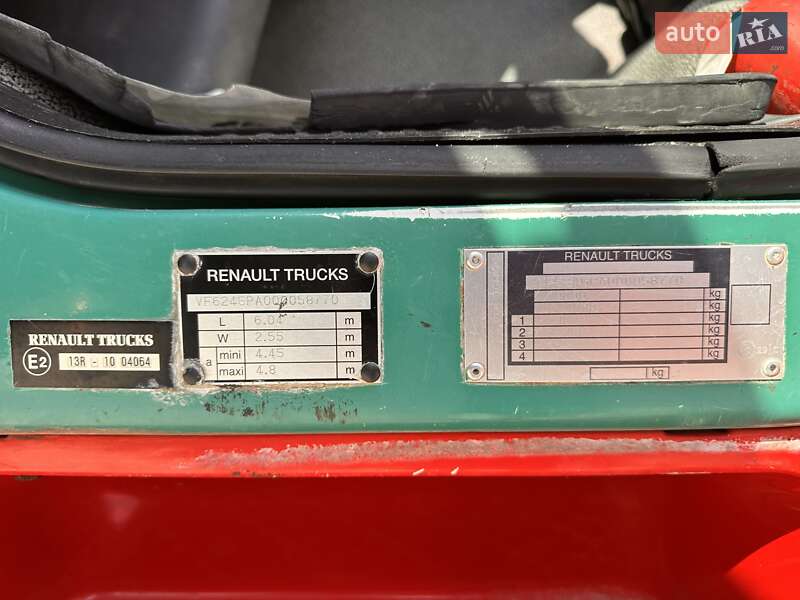 auto RIA
.com
RENAULT TRUCKS
E2 13R - 10 04064
RENAULT TRUCKS
VF624GPA000058770
L 6.04 m
W 2.55 m
a mini 4.45 m
maxi 4.8 m
RENAULT TRUCKS
kg
kg
1 kg
2 kg
3 kg
4 kg
kg